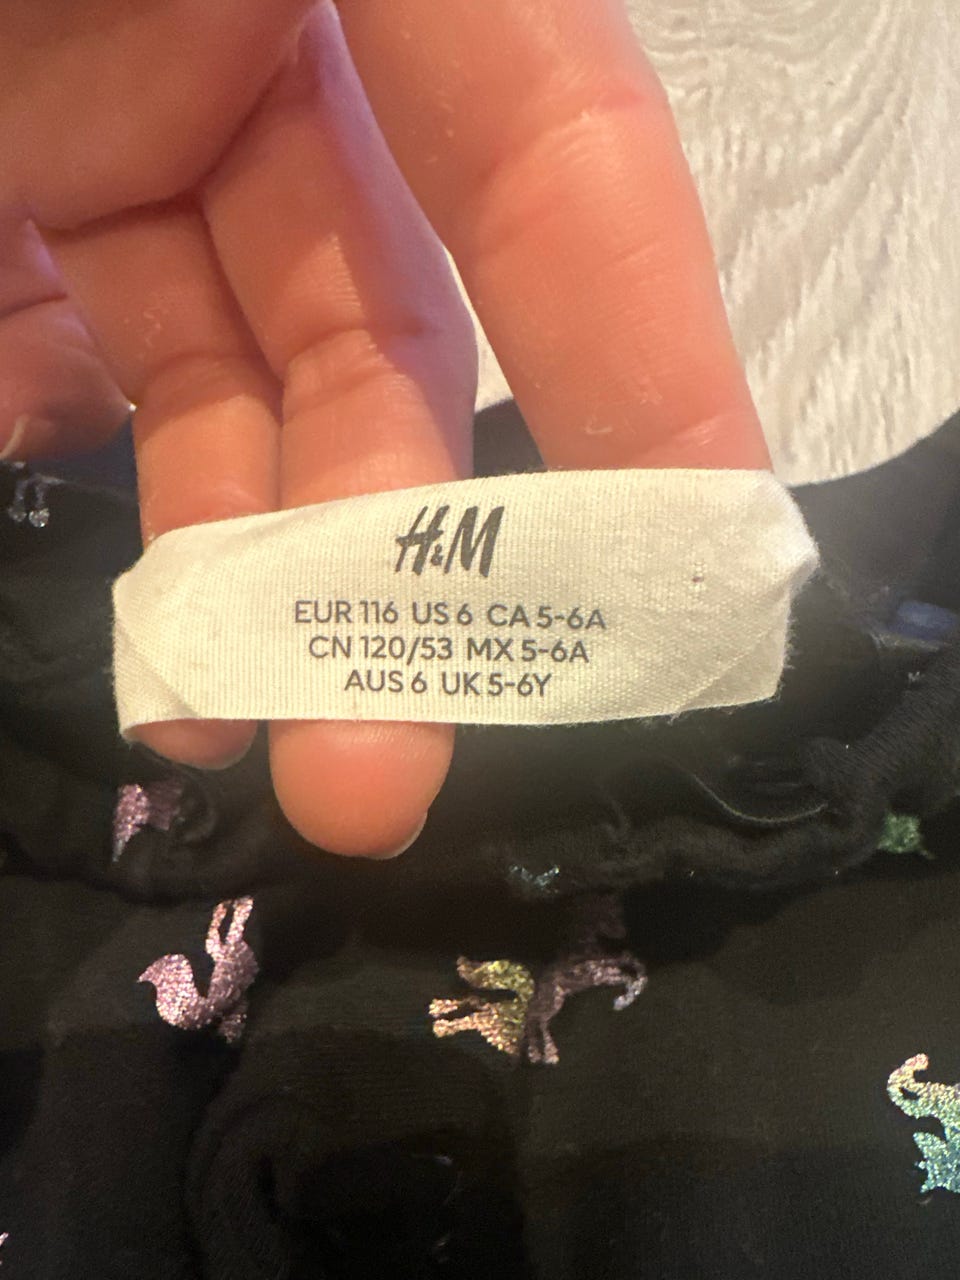 H&M
EUR 116 US 6 CA 5-6A
CN 120/53 MX 5-6A
AUS 6 UK 5-6Y